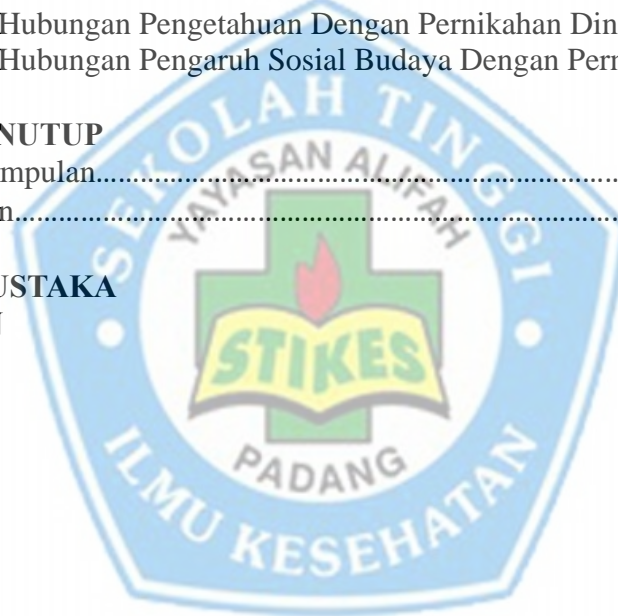 Hubungan Pengetahuan Dengan Pernikahan Din
Hubungan Pengaruh Sosial Budaya Dengan Pern
NUTUP
mpulan..............................................................................
n.........................................................................................
USTAKA
SEKOLAH TINGGI
YAYASAN ALIFAH
STIKES
PADANG
ILMU KESEHATAN